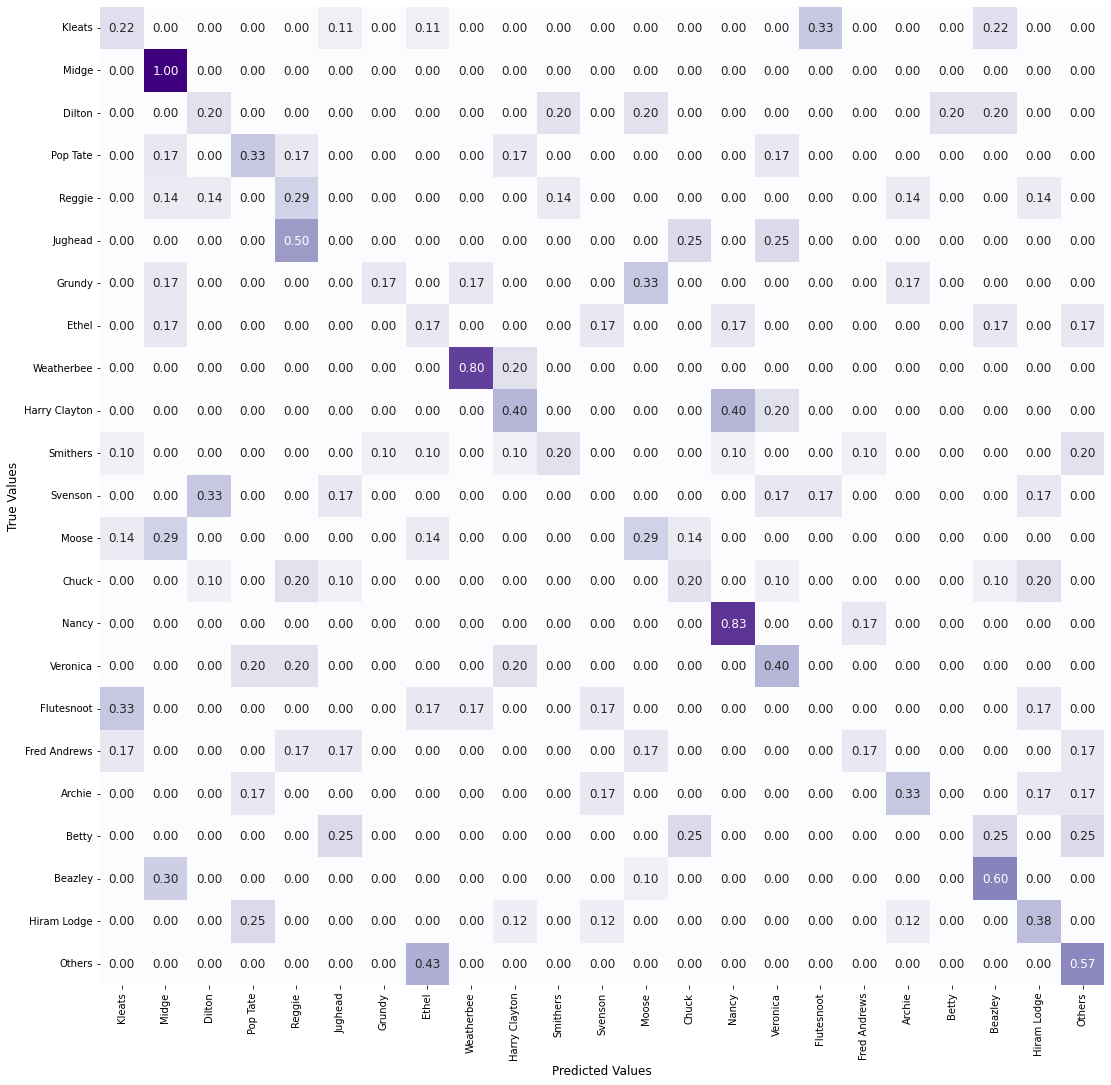 Kleats 0.22 0.00 0.00 0.00 0.00 0.11 0.00 0.11 0.00 0.00 0.00 0.00 0.00 0.00 0.00 0.00 0.33 0.00 0.00 0.00 0.22 0.00 0.00
Midge 0.00 1.00 0.00 0.00 0.00 0.00 0.00 0.00 0.00 0.00 0.00 0.00 0.00 0.00 0.00 0.00 0.00 0.00 0.00 0.00 0.00 0.00 0.00
Dilton 0.00 0.00 0.20 0.00 0.00 0.00 0.00 0.00 0.00 0.00 0.20 0.00 0.20 0.00 0.00 0.00 0.00 0.00 0.00 0.20 0.20 0.00 0.00
Pop Tate 0.00 0.17 0.00 0.33 0.17 0.00 0.00 0.00 0.00 0.17 0.00 0.00 0.00 0.00 0.00 0.17 0.00 0.00 0.00 0.00 0.00 0.00 0.00
Reggie 0.00 0.14 0.14 0.00 0.29 0.00 0.00 0.00 0.00 0.00 0.14 0.00 0.00 0.00 0.00 0.00 0.00 0.00 0.14 0.00 0.00 0.14 0.00
Jughead 0.00 0.00 0.00 0.00 0.50 0.00 0.00 0.00 0.00 0.00 0.00 0.00 0.00 0.25 0.00 0.25 0.00 0.00 0.00 0.00 0.00 0.00 0.00
Grundy 0.00 0.17 0.00 0.00 0.00 0.00 0.17 0.00 0.17 0.00 0.00 0.00 0.33 0.00 0.00 0.00 0.00 0.00 0.17 0.00 0.00 0.00 0.00
Ethel 0.00 0.17 0.00 0.00 0.00 0.00 0.00 0.17 0.00 0.00 0.00 0.17 0.00 0.00 0.17 0.00 0.00 0.00 0.00 0.00 0.17 0.00 0.17
Weatherbee 0.00 0.00 0.00 0.00 0.00 0.00 0.00 0.00 0.80 0.20 0.00 0.00 0.00 0.00 0.00 0.00 0.00 0.00 0.00 0.00 0.00 0.00 0.00
Harry Clayton 0.00 0.00 0.00 0.00 0.00 0.00 0.00 0.00 0.00 0.40 0.00 0.00 0.00 0.00 0.40 0.20 0.00 0.00 0.00 0.00 0.00 0.00 0.00
Smithers 0.10 0.00 0.00 0.00 0.00 0.00 0.10 0.10 0.00 0.10 0.20 0.00 0.00 0.00 0.10 0.00 0.00 0.10 0.00 0.00 0.00 0.00 0.20
Svenson 0.00 0.00 0.33 0.00 0.00 0.17 0.00 0.00 0.00 0.00 0.00 0.00 0.00 0.00 0.00 0.17 0.17 0.00 0.00 0.00 0.00 0.17 0.00
Moose 0.14 0.29 0.00 0.00 0.00 0.00 0.00 0.14 0.00 0.00 0.00 0.00 0.29 0.14 0.00 0.00 0.00 0.00 0.00 0.00 0.00 0.00 0.00
Chuck 0.00 0.00 0.10 0.00 0.20 0.10 0.00 0.00 0.00 0.00 0.00 0.00 0.00 0.20 0.00 0.10 0.00 0.00 0.00 0.00 0.10 0.20 0.00
Nancy 0.00 0.00 0.00 0.00 0.00 0.00 0.00 0.00 0.00 0.00 0.00 0.00 0.00 0.00 0.83 0.00 0.00 0.17 0.00 0.00 0.00 0.00 0.00
Veronica 0.00 0.00 0.00 0.20 0.20 0.00 0.00 0.00 0.00 0.20 0.00 0.00 0.00 0.00 0.00 0.40 0.00 0.00 0.00 0.00 0.00 0.00 0.00
Flutesnoot 0.33 0.00 0.00 0.00 0.00 0.00 0.00 0.17 0.17 0.00 0.00 0.17 0.00 0.00 0.00 0.00 0.00 0.00 0.00 0.00 0.00 0.17 0.00
Fred Andrews 0.17 0.00 0.00 0.00 0.17 0.17 0.00 0.00 0.00 0.00 0.00 0.00 0.17 0.00 0.00 0.00 0.00 0.17 0.00 0.00 0.00 0.00 0.17
Archie 0.00 0.00 0.00 0.17 0.00 0.00 0.00 0.00 0.00 0.00 0.00 0.17 0.00 0.00 0.00 0.00 0.00 0.00 0.33 0.00 0.00 0.17 0.17
Betty 0.00 0.00 0.00 0.00 0.00 0.25 0.00 0.00 0.00 0.00 0.00 0.00 0.00 0.25 0.00 0.00 0.00 0.00 0.00 0.00 0.25 0.00 0.25
Beazley 0.00 0.30 0.00 0.00 0.00 0.00 0.00 0.00 0.00 0.00 0.00 0.00 0.10 0.00 0.00 0.00 0.00 0.00 0.00 0.00 0.60 0.00 0.00
Hiram Lodge 0.00 0.00 0.00 0.25 0.00 0.00 0.00 0.00 0.00 0.12 0.00 0.12 0.00 0.00 0.00 0.00 0.00 0.00 0.12 0.00 0.00 0.38 0.00
Others 0.00 0.00 0.00 0.00 0.00 0.00 0.00 0.43 0.00 0.00 0.00 0.00 0.00 0.00 0.00 0.00 0.00 0.00 0.00 0.00 0.00 0.00 0.57
True Values
Kleats Midge Dilton Pop Tate Reggie Jughead Grundy Ethel Weatherbee Harry Clayton Smithers Svenson Moose Chuck Nancy Veronica Flutesnoot Fred Andrews Archie Betty Beazley Hiram Lodge Others
Predicted Values